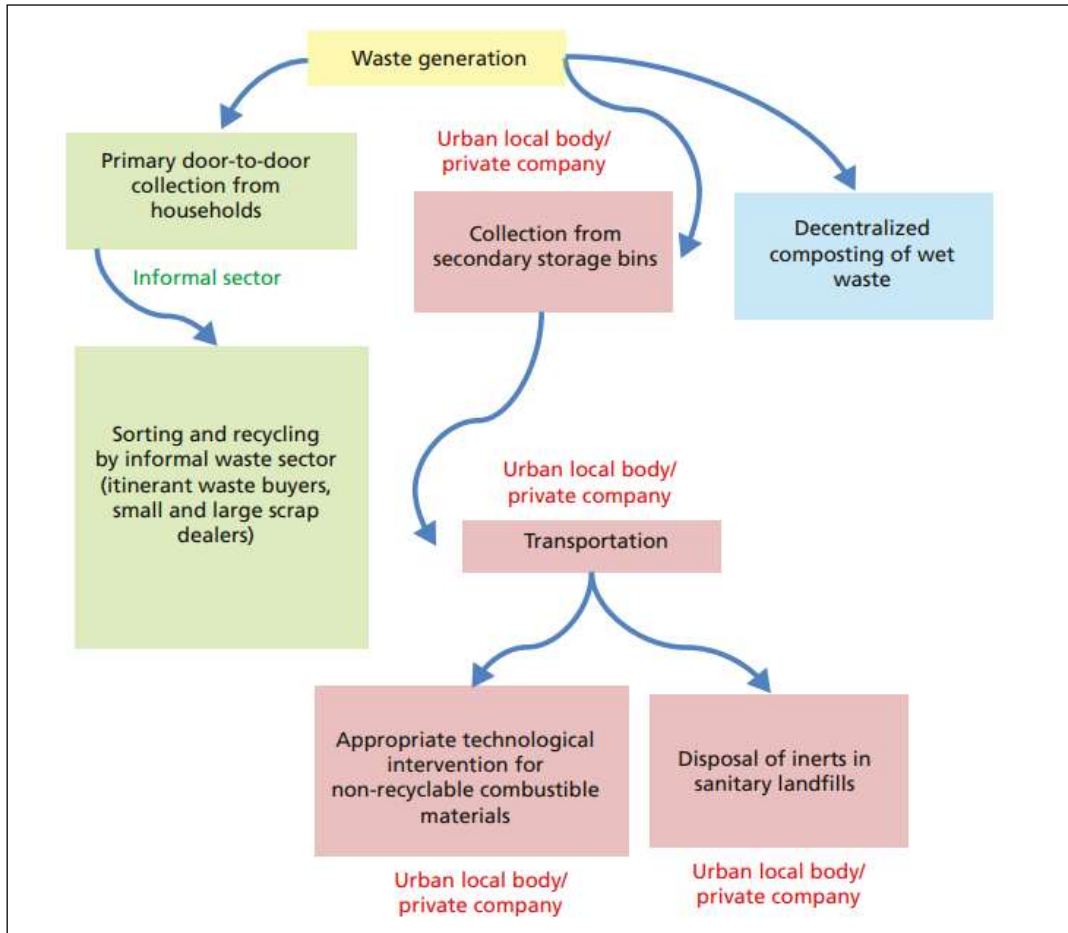 Waste generation
Primary door-to-door
collection from
households
Informal sector
Sorting and recycling
by informal waste sector
(itinerant waste buyers,
small and large scrap
dealers)
Urban local body/
private company
Collection from
secondary storage bins
Decentralized
composting of wet
waste
Urban local body/
private company
Transportation
Appropriate technological
intervention for
non-recyclable combustible
materials
Urban local body/
private company
Disposal of inerts in
sanitary landfills
Urban local body/
private company